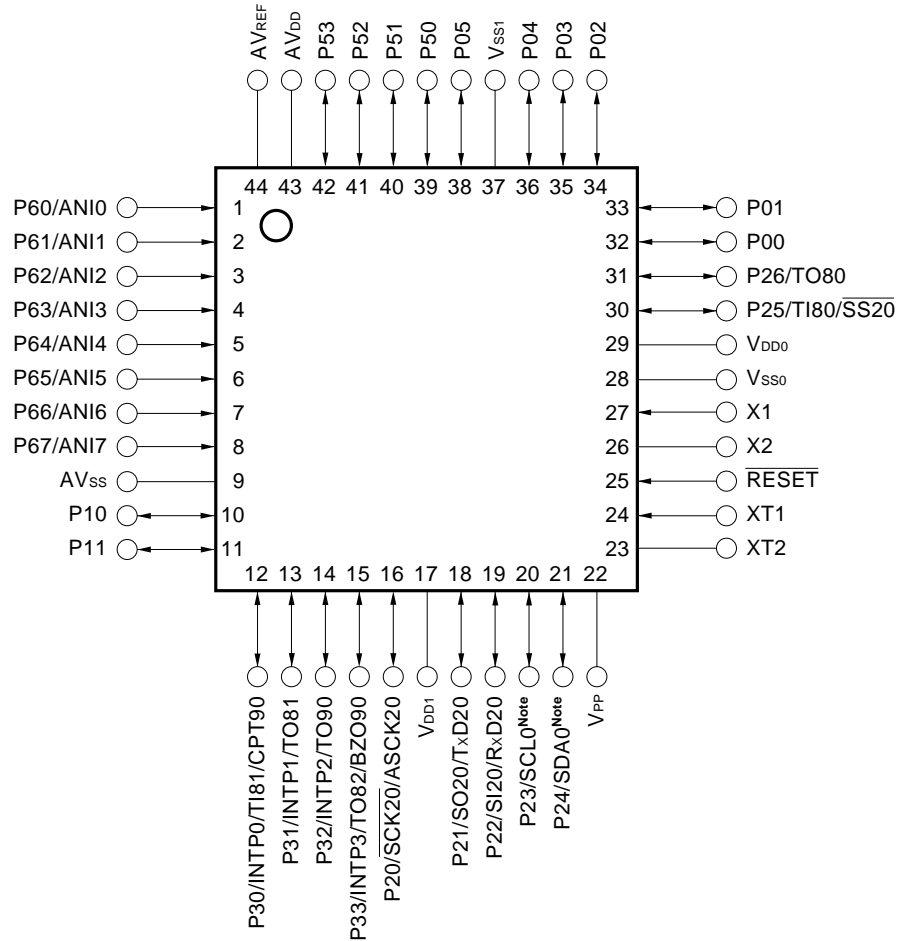 AVREF
AVDD
P53
P52
P51
P50
P05
VSS1
P04
P03
P02
44 43 42 41 40 39 38 37 36 35 34
P60/ANI0 1
P61/ANI1 2
P62/ANI2 3
P63/ANI3 4
P64/ANI4 5
P65/ANI5 6
P66/ANI6 7
P67/ANI7 8
AVSS 9
P10 10
P11 11
33 P01
32 P00
31 P26/TO80
30 P25/TI80/SS20
29 VDD0
28 VSS0
27 X1
26 X2
25 RESET
24 XT1
23 XT2
12 13 14 15 16 17 18 19 20 21 22
P30/INTP0/TI81/CPT90
P31/INTP1/TO81
P32/INTP2/TO90
P33/INTP3/TO82/BZO90
P20/SCK20/ASCK20
VDD1
P21/SO20/TxD20
P22/SI20/RxD20
P23/SCL0Note
P24/SDA0Note
VPP